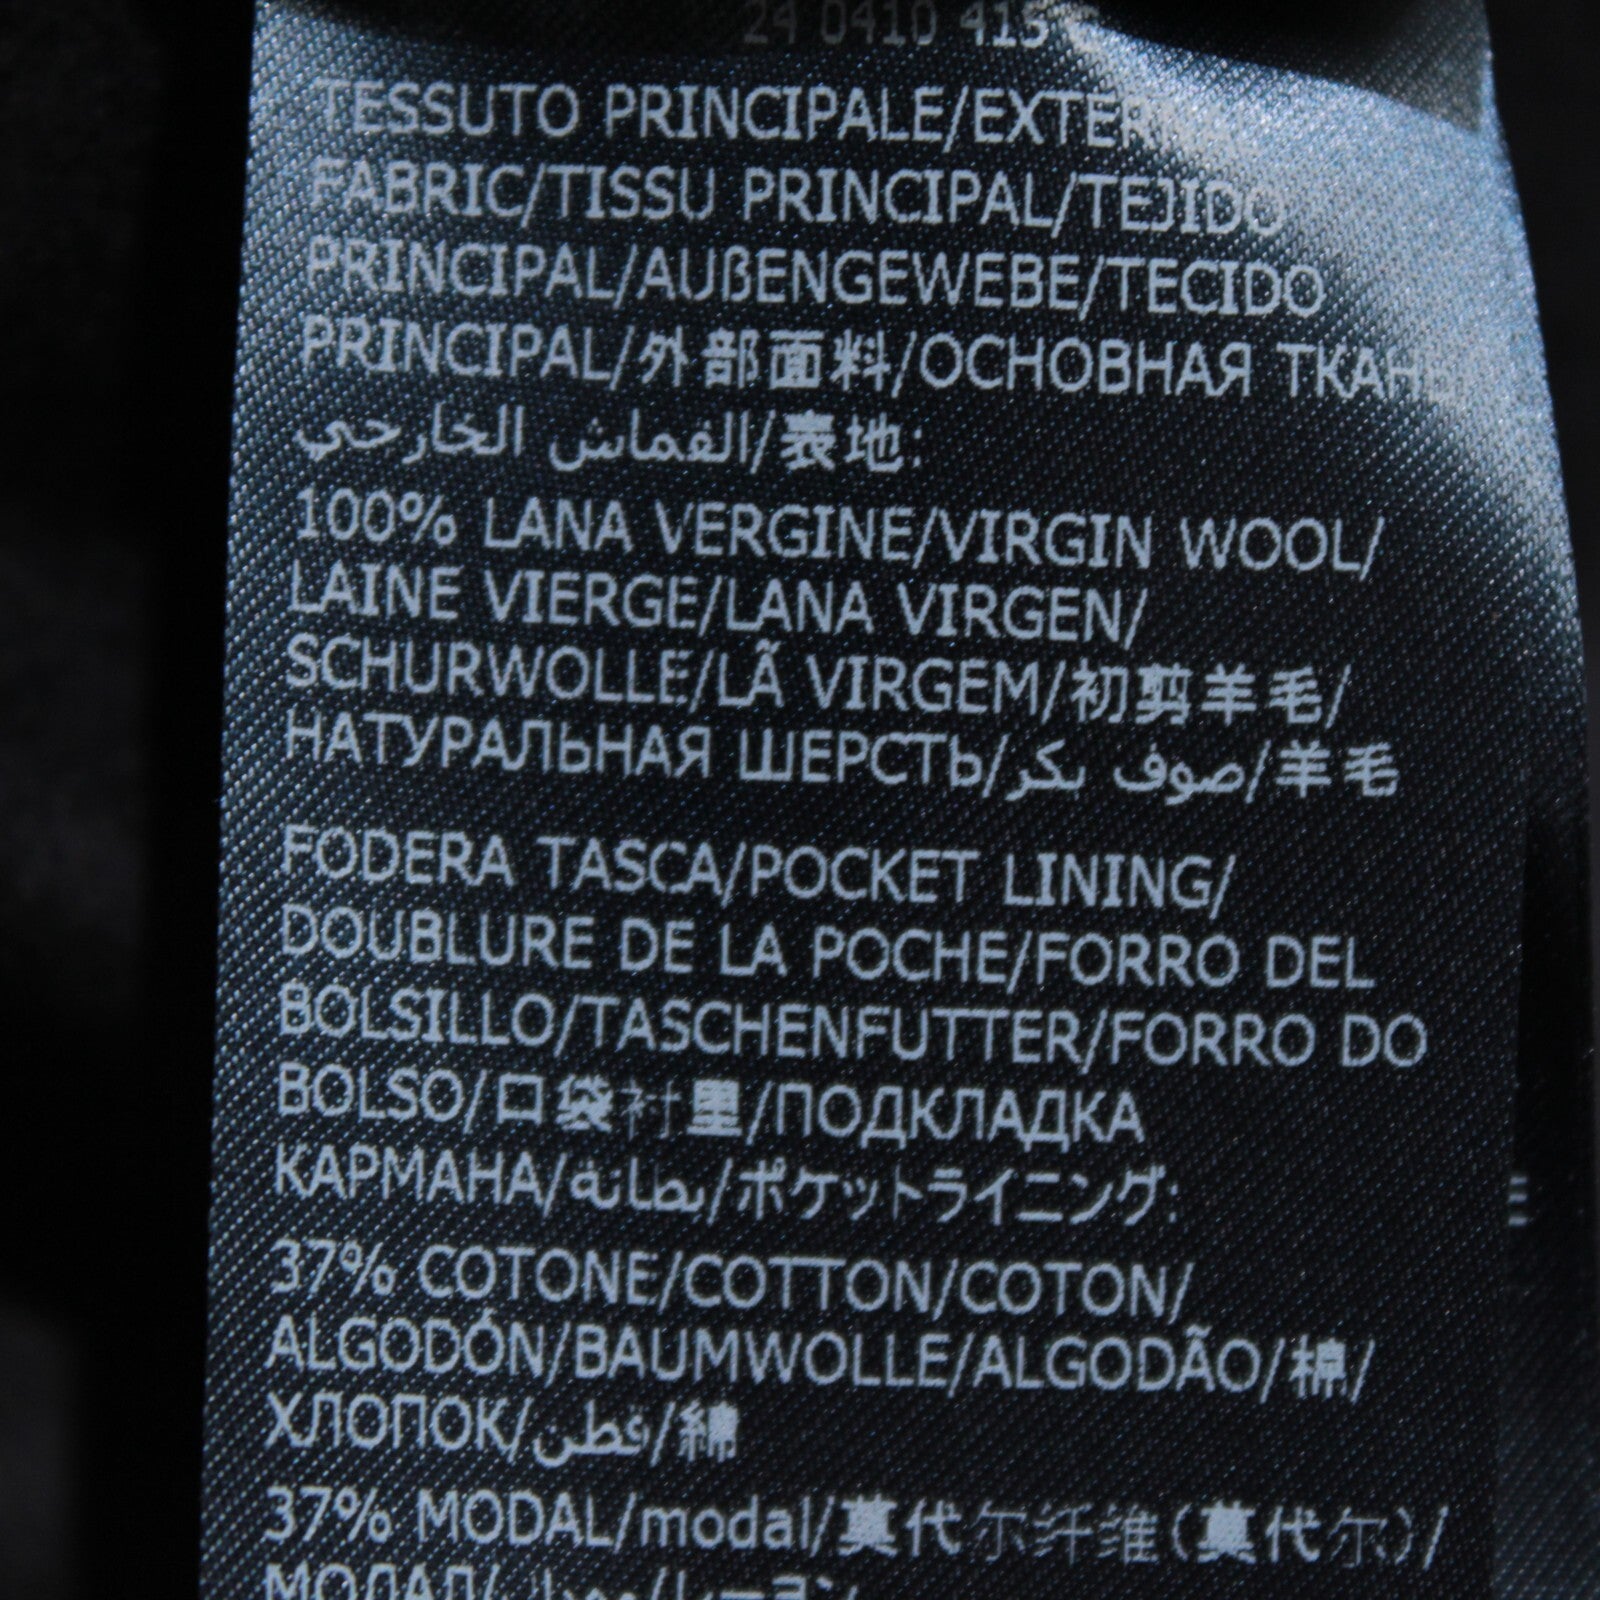 24 0410 415
TESSUTO PRINCIPALE/EXTERNAL
FABRIC/TISSU PRINCIPAL/TEJIDO
PRINCIPAL/AUßENGEWEBE/TECIDO
PRINCIPAL/外部面料/ОСНОВНАЯ ТКАНЬ
القماش الخارجي/表地:
100% LANA VERGINE/VIRGIN WOOL/
LAINE VIERGE/LANA VIRGEN/
SCHURWOLLE/LÃ VIRGEM/初剪羊毛/
НАТУРАЛЬНАЯ ШЕРСТЬ/صوف بكر/羊毛
FODERA TASCA/POCKET LINING/
DOUBLURE DE LA POCHE/FORRO DEL
BOLSILLO/TASCHENFUTTER/FORRO DO
BOLSO/口袋衬里/ПОДКЛАДКА
КАРМАНА/بطانة/ポケットライニング:
37% COTONE/COTTON/COTON/
ALGODÓN/BAUMWOLLE/ALGODÃO/棉/
ХЛОПОК/قطن/綿
37% MODAL/modal/莫代尔纤维(莫代尔)/
МОДАЛ/